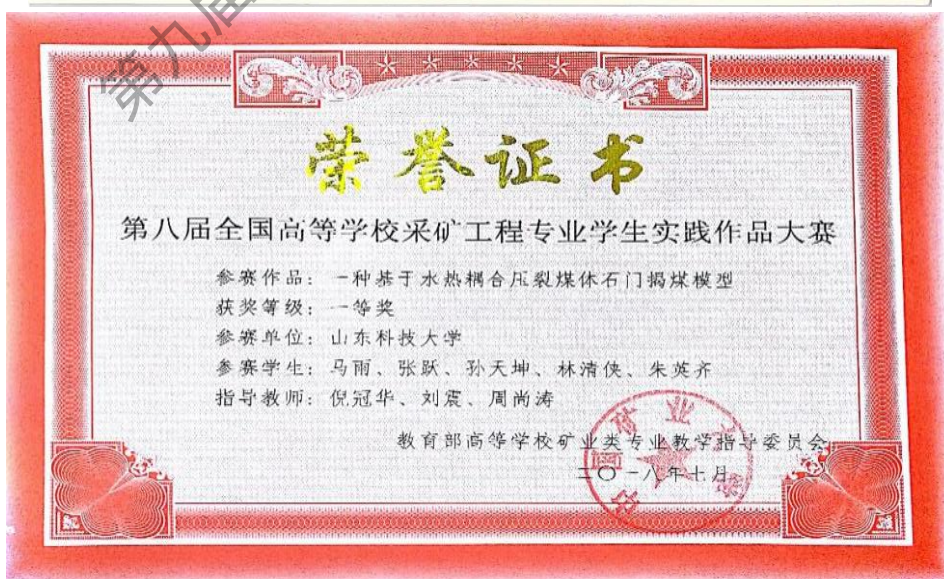 第九届
荣誉证书
第八届全国高等学校采矿工程专业学生实践作品大赛
参赛作品：一种基于水热耦合压裂煤体石门揭煤模型
获奖等级：一等奖
参赛单位：山东科技大学
参赛学生：马雨、张跃、孙天坤、林清侠、朱英齐
指导教师：倪冠华、刘震、周尚涛
教育部高等学校矿业类专业教学指导委员会
二〇一八年七月